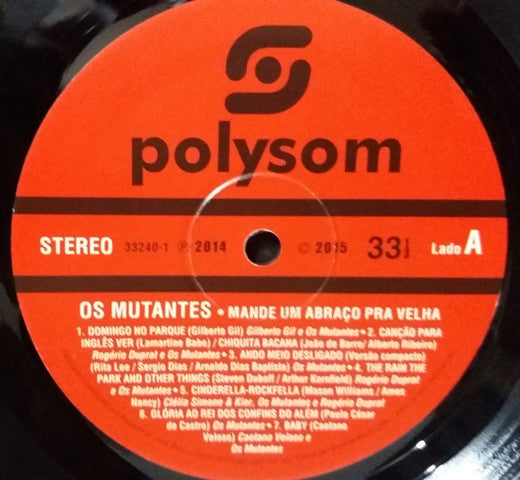 polysom
STEREO 33240-1 ℗ 2014 © 2015 33 Lado A
OS MUTANTES • MANDE UM ABRAÇO PRA VELHA
1. DOMINGO NO PARQUE (Gilberto Gil) Gilberto Gil e Os Mutantes • 2. CANÇÃO PARA
INGLÊS VER (Lamartine Babo) / CHIQUITA BACANA (João de Barro/ Alberto Ribeiro)
Rogério Duprat e Os Mutantes • 3. ANDO MEIO DESLIGADO (Versão compacto)
(Rita Lee / Sergio Dias / Arnaldo Dias Baptista) Os Mutantes • 4. THE RAIN THE
PARK AND OTHER THINGS (Steven Duboff / Arthur Kornfield) Rogério Duprat
e Os Mutantes • 5. CINDERELLA-ROCKFELLA (Mason Williams / Amos
Nancy) Clélia Simone & Kier, Os Mutantes e Rogério Duprat
6. GLÓRIA AO REI DOS CONFINS DO ALÉM (Paulo César
de Castro) Os Mutantes • 7. BABY (Caetano
Veloso) Caetano Veloso e
Os Mutantes